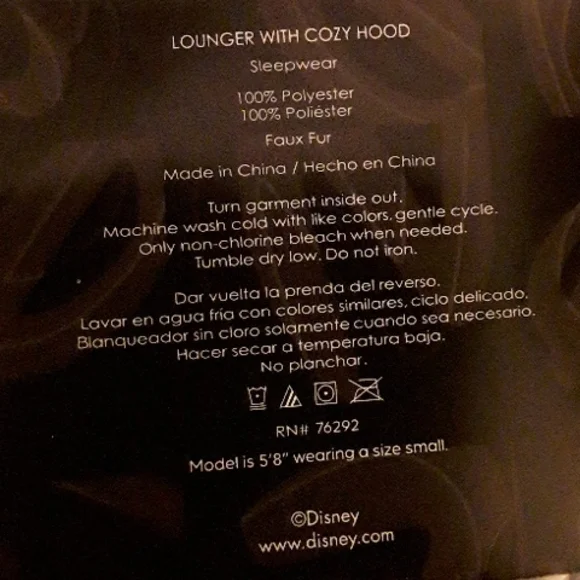 LOUNGER WITH COZY HOOD
Sleepwear
100% Polyester
100% Poliéster
Faux Fur
Made in China / Hecho en China
Turn garment inside out.
Machine wash cold with like colors, gentle cycle.
Only non-chlorine bleach when needed.
Tumble dry low. Do not iron.
Dar vuelta la prenda del reverso.
Lavar en agua fría con colores similares, ciclo delicado.
Blanqueador sin cloro solamente cuando sea necesario.
Hacer secar a temperatura baja.
No planchar.
RN# 76292
Model is 5'8" wearing a size small.
©Disney
www.disney.com